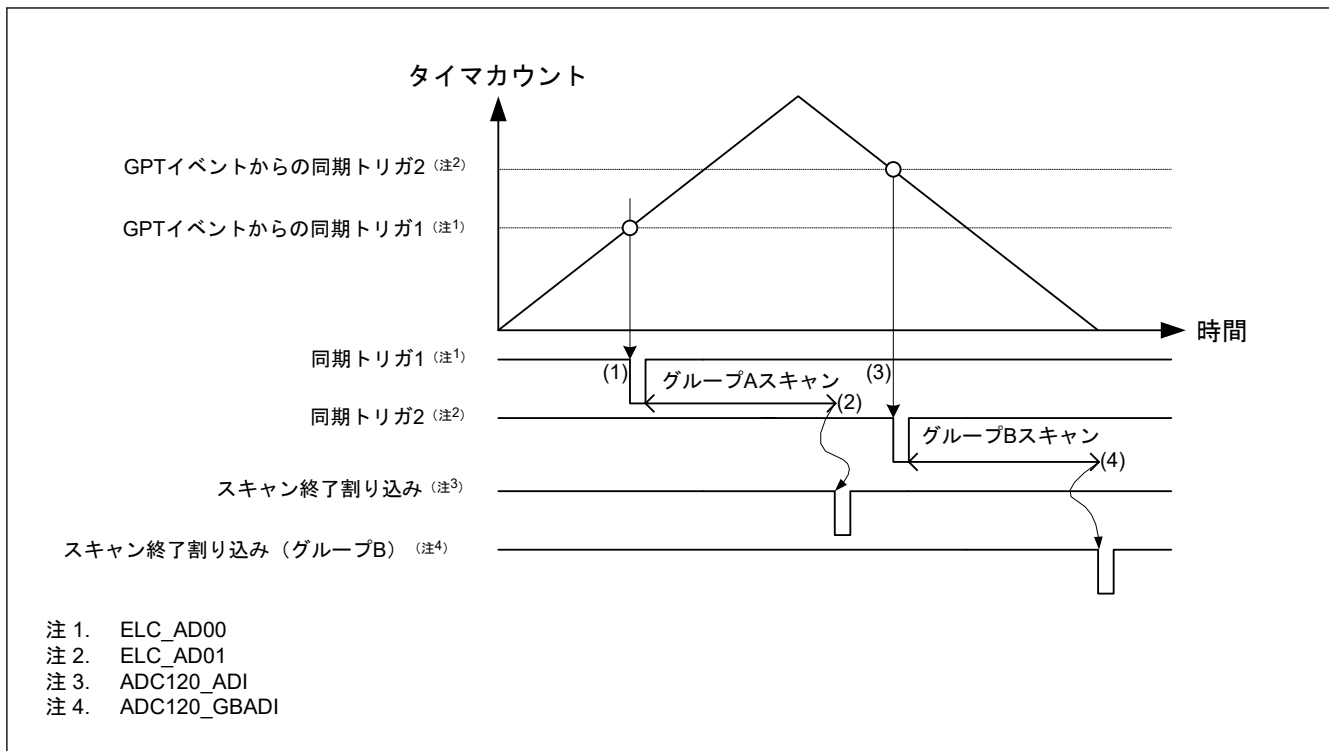 タイマカウント
GPTイベントからの同期トリガ2（注2）
GPTイベントからの同期トリガ1（注1）
時間
同期トリガ1（注1）
(1)
グループAスキャン
(2)
(3)
同期トリガ2（注2）
グループBスキャン
(4)
スキャン終了割り込み（注3）
スキャン終了割り込み（グループB）（注4）
注 1. ELC_AD00
注 2. ELC_AD01
注 3. ADC120_ADI
注 4. ADC120_GBADI